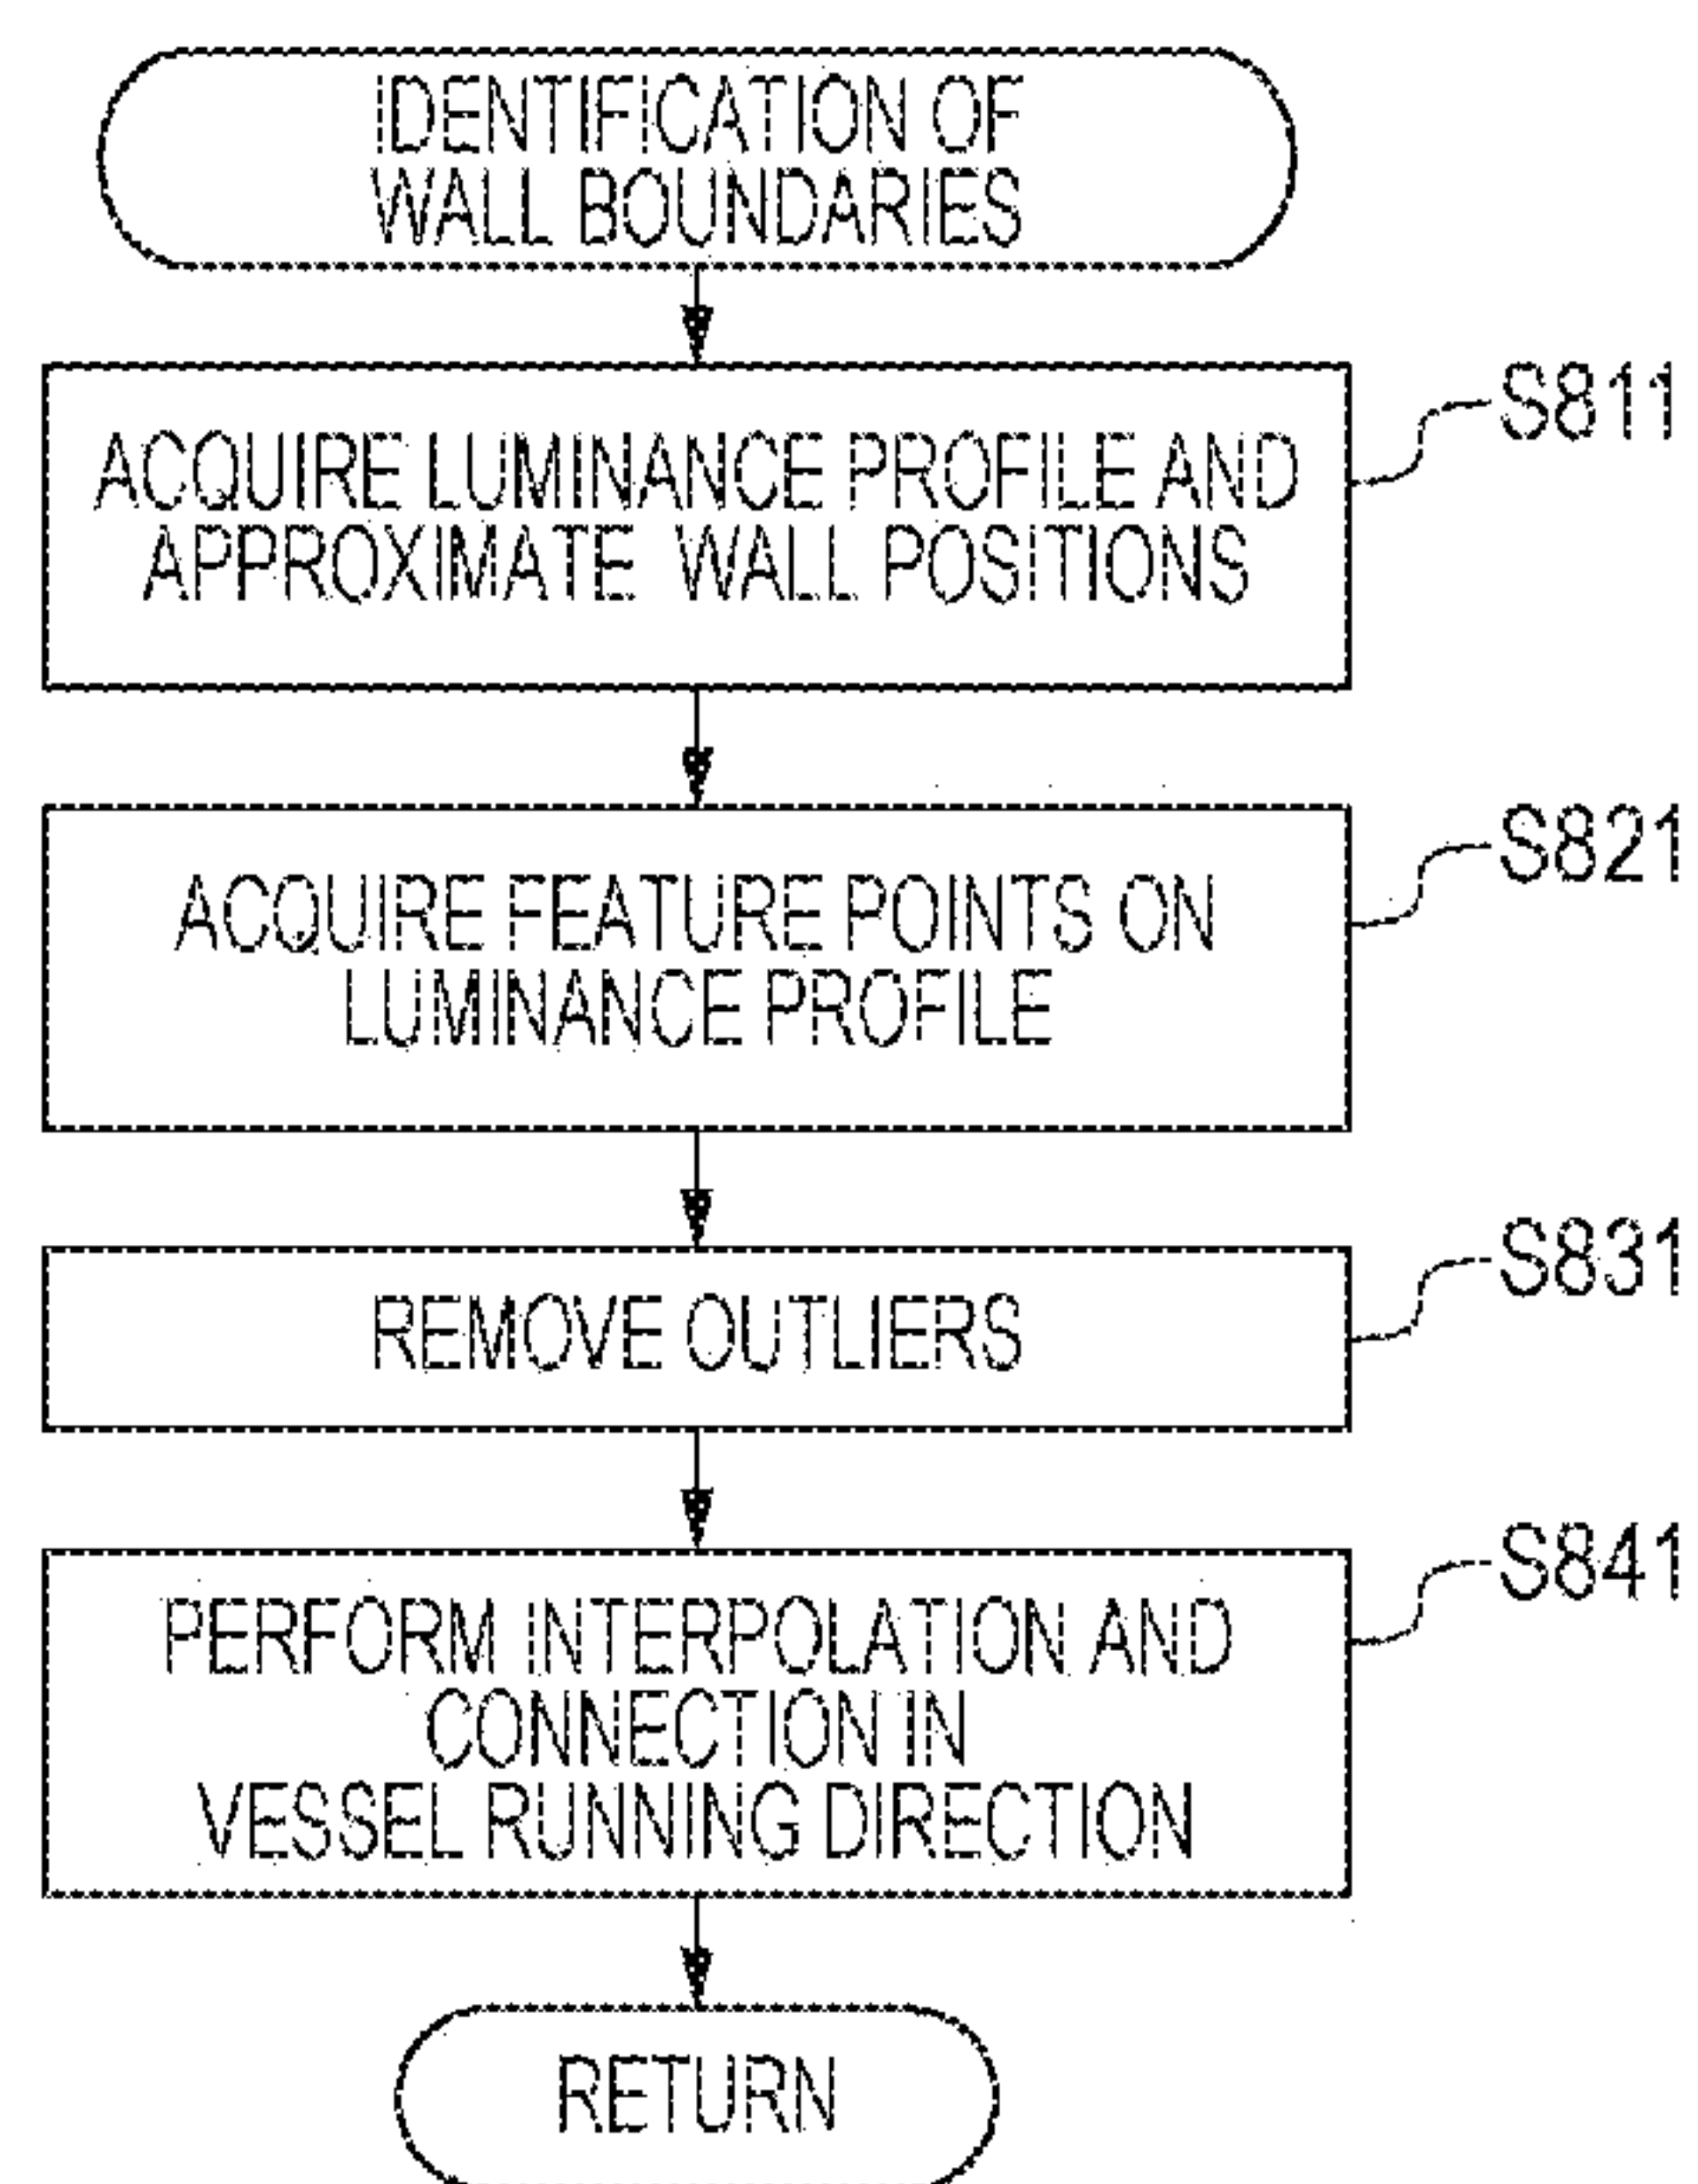 IDENTIFICATION OF
WALL BOUNDARIES
S811
ACQUIRE LUMINANCE PROFILE AND
APPROXIMATE WALL POSITIONS
S821
ACQUIRE FEATURE POINTS ON
LUMINANCE PROFILE
S831
REMOVE OUTLIERS
S841
PERFORM INTERPOLATION AND
CONNECTION IN
VESSEL RUNNING DIRECTION
RETURN